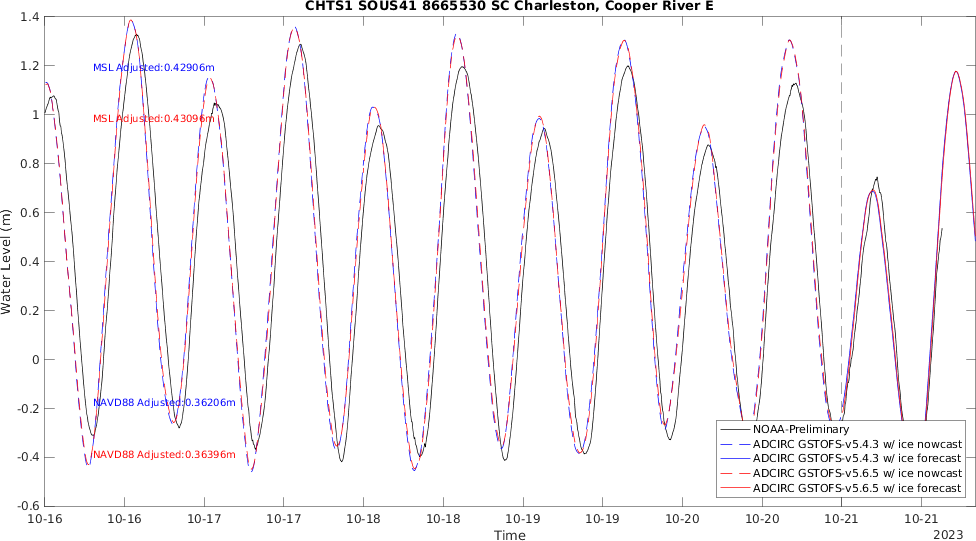 CHTS1 SOUS41 8665530 SC Charleston, Cooper River E
1.4
1.2
1
0.8
0.6
0.4
0.2
0
-0.2
-0.4
-0.6
Water Level (m)
MSL Adjusted:0.42906m
MSL Adjusted:0.43096m
NAVD88 Adjusted:0.36206m
NAVD88 Adjusted:0.36396m
NOAA-Preliminary
ADCIRC GSTOFS-v5.4.3 w/ ice nowcast
ADCIRC GSTOFS-v5.4.3 w/ ice forecast
ADCIRC GSTOFS-v5.6.5 w/ ice nowcast
ADCIRC GSTOFS-v5.6.5 w/ ice forecast
10-16 10-16 10-17 10-17 10-18 10-18 10-19 10-19 10-20 10-20 10-21 10-21
Time
2023